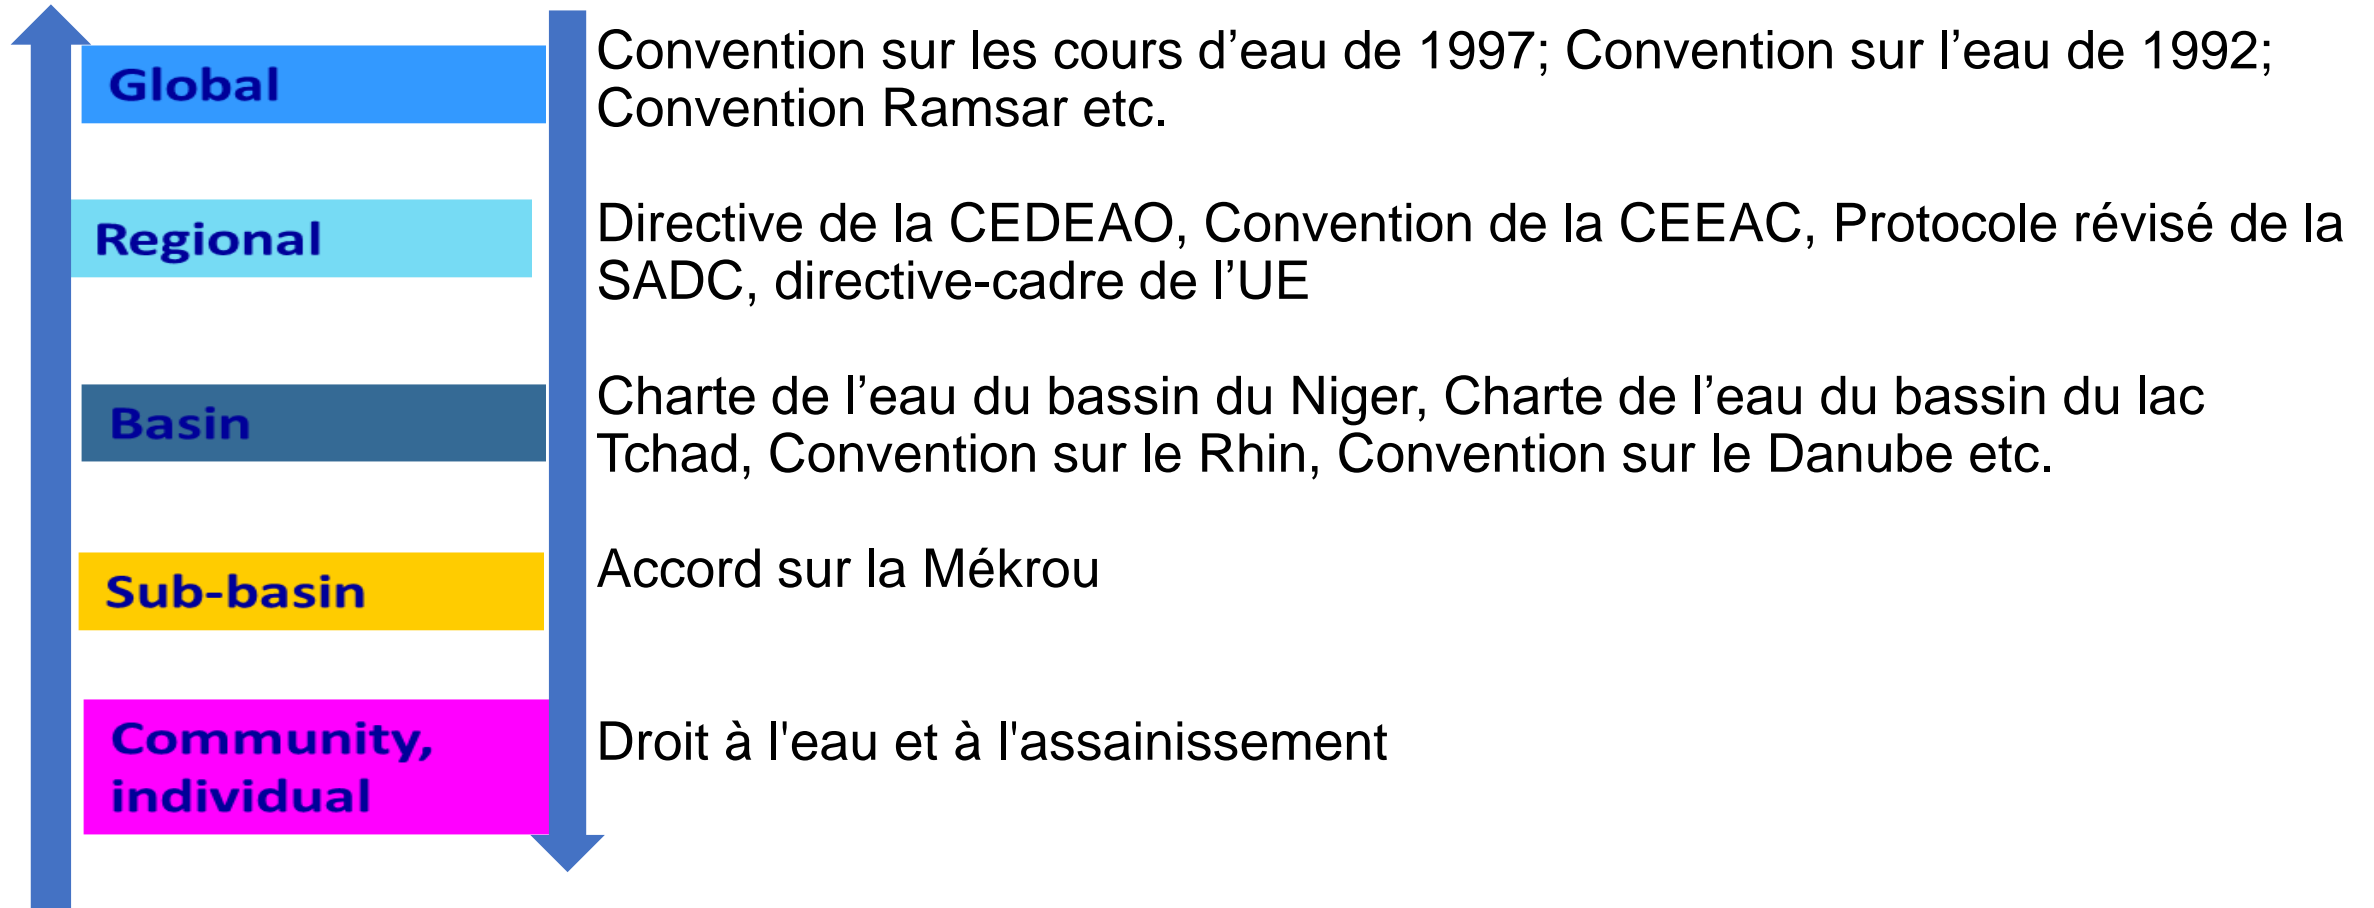 Global
Convention sur les cours d’eau de 1997; Convention sur l’eau de 1992;
Convention Ramsar etc.
Regional
Directive de la CEDEAO, Convention de la CEEAC, Protocole révisé de la
SADC, directive-cadre de l’UE
Basin
Charte de l’eau du bassin du Niger, Charte de l’eau du bassin du lac
Tchad, Convention sur le Rhin, Convention sur le Danube etc.
Sub-basin
Accord sur la Mékrou
Community,
individual
Droit à l'eau et à l'assainissement